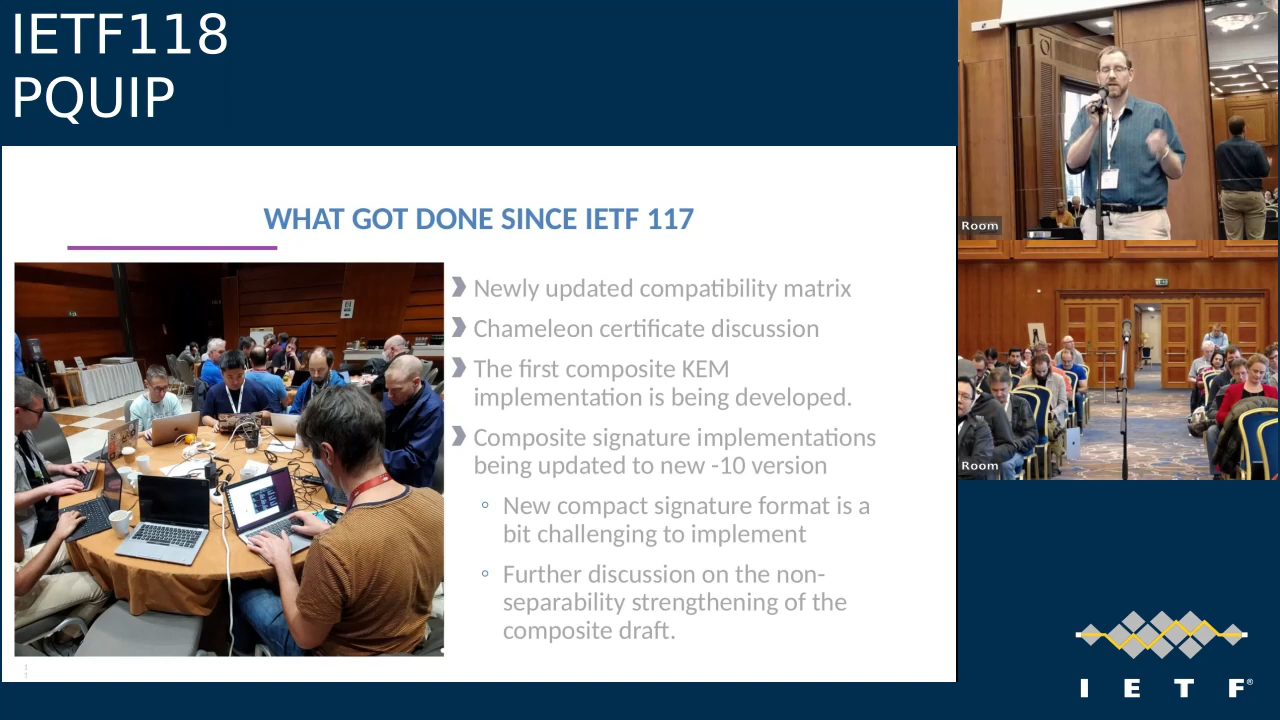 IETF118
PQUIP
WHAT GOT DONE SINCE IETF 117
Newly updated compatibility matrix
Chameleon certificate discussion
The first composite KEM
implementation is being developed.
Composite signature implementations
being updated to new -10 version
New compact signature format is a
bit challenging to implement
Further discussion on the non-
separability strengthening of the
composite draft.
Room
Room
I E T F®